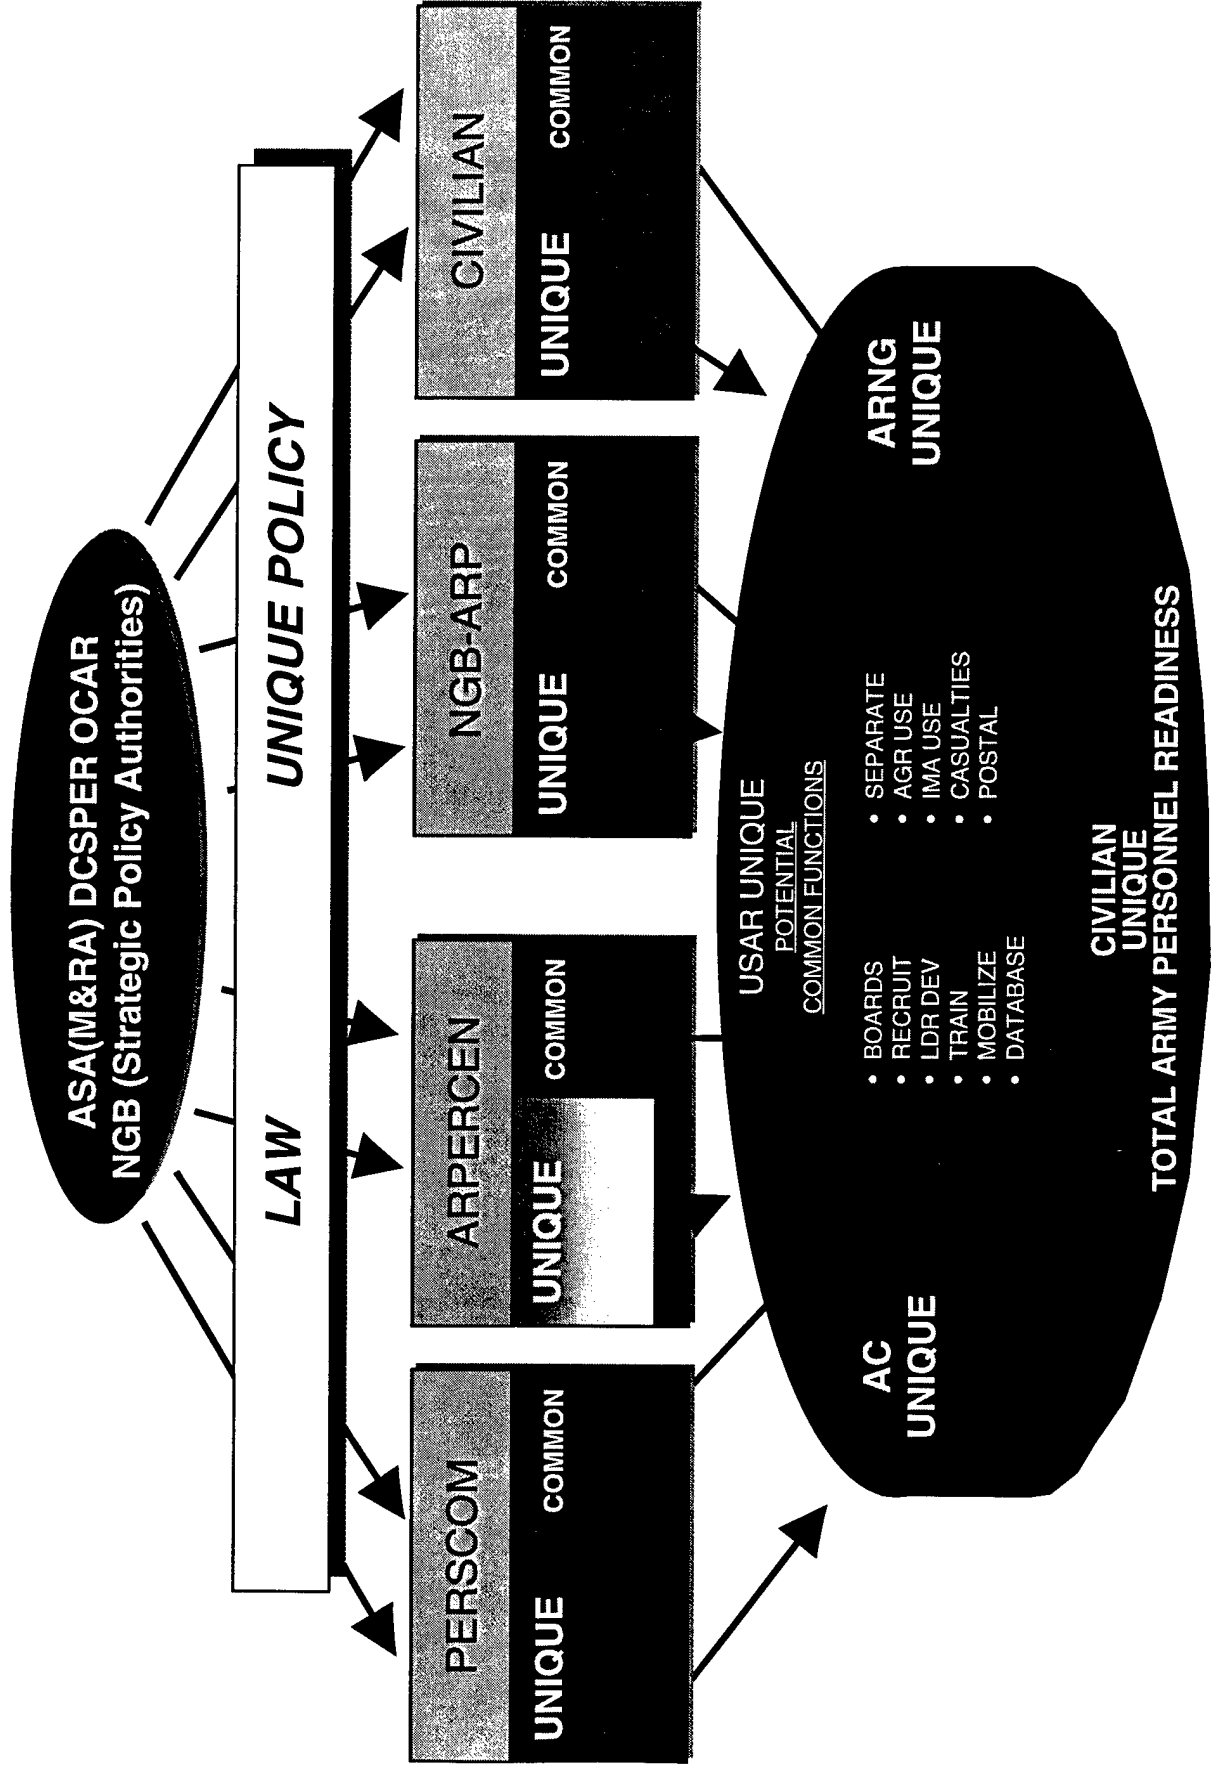 ASA(M&RA) DCSPER OCAR
NGB (Strategic Policy Authorities)
LAW
UNIQUE POLICY
PERSCOM
UNIQUE
COMMON
ARPERCEN
UNIQUE
COMMON
NGB-ARP
UNIQUE
COMMON
CIVILIAN
UNIQUE
COMMON
USAR UNIQUE
POTENTIAL
COMMON FUNCTIONS
AC
UNIQUE
• BOARDS
• RECRUIT
• LDR DEV
• TRAIN
• MOBILIZE
• DATABASE
• SEPARATE
• AGR USE
• IMA USE
• CASUALTIES
• POSTAL
ARNG
UNIQUE
CIVILIAN
UNIQUE
TOTAL ARMY PERSONNEL READINESS